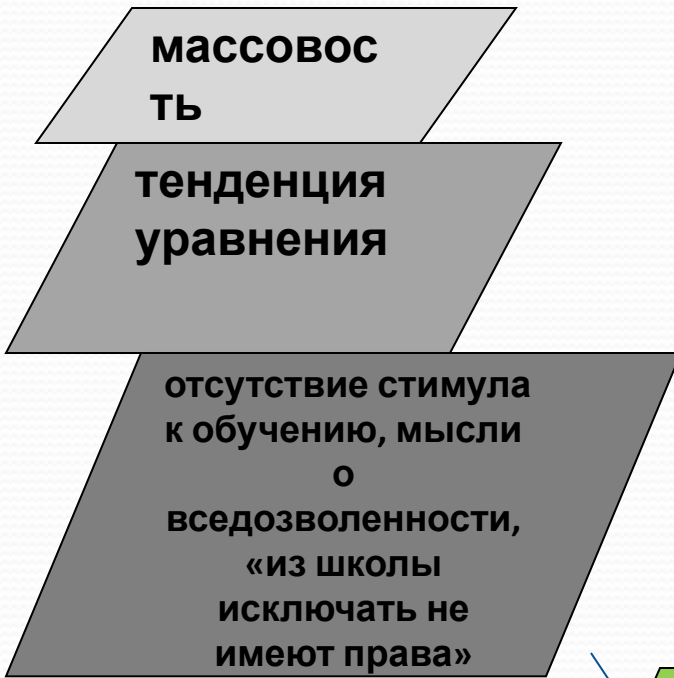 массовос
ть
тенденция
уравнения
отсутствие стимула
к обучению, мысли
о
вседозволенности,
«из школы
исключать не
имеют права»